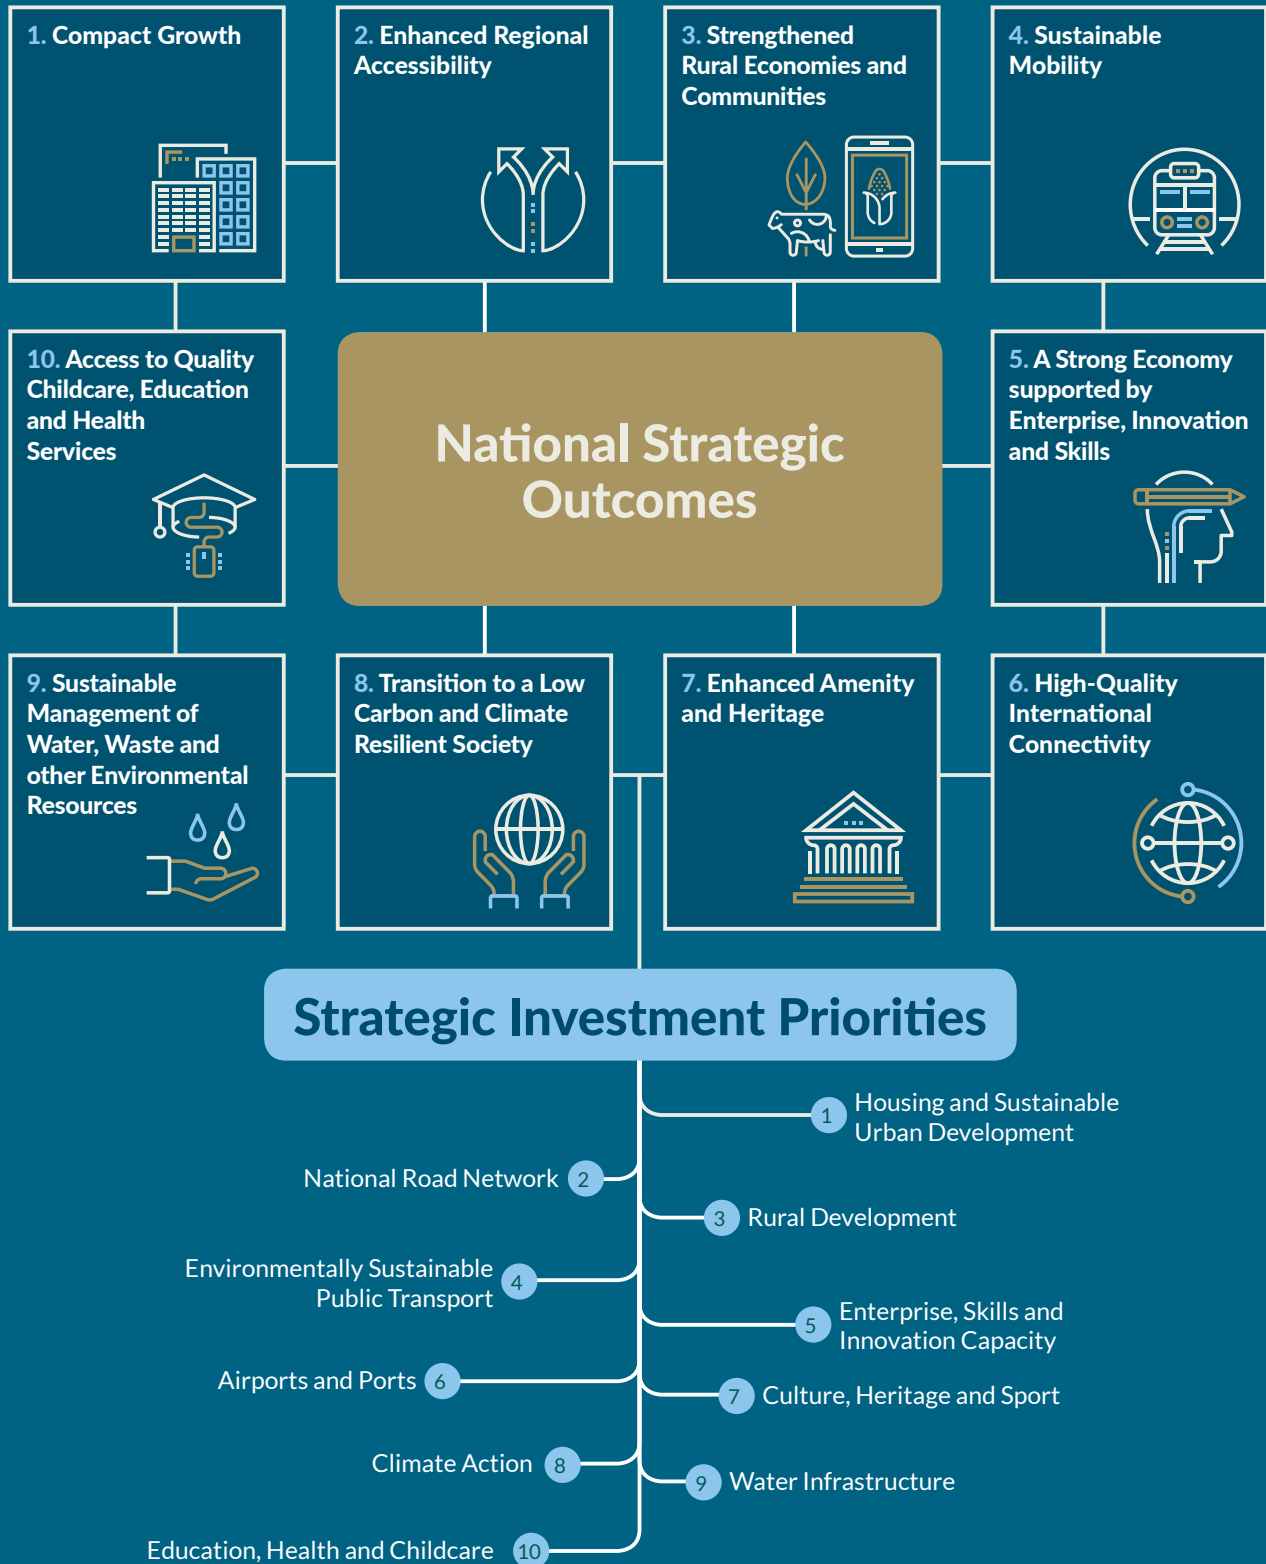 1. Compact Growth
2. Enhanced Regional
Accessibility
3. Strengthened
Rural Economies and
Communities
4. Sustainable
Mobility
10. Access to Quality
Childcare, Education
and Health
Services
National Strategic
Outcomes
5. A Strong Economy
supported by
Enterprise, Innovation
and Skills
9. Sustainable
Management of
Water, Waste and
other Environmental
Resources
8. Transition to a Low
Carbon and Climate
Resilient Society
7. Enhanced Amenity
and Heritage
6. High-Quality
International
Connectivity
Strategic Investment Priorities
1 Housing and Sustainable
Urban Development
National Road Network 2
3 Rural Development
Environmentally Sustainable
Public Transport 4
5 Enterprise, Skills and
Innovation Capacity
Airports and Ports 6
7 Culture, Heritage and Sport
Climate Action 8
9 Water Infrastructure
Education, Health and Childcare 10